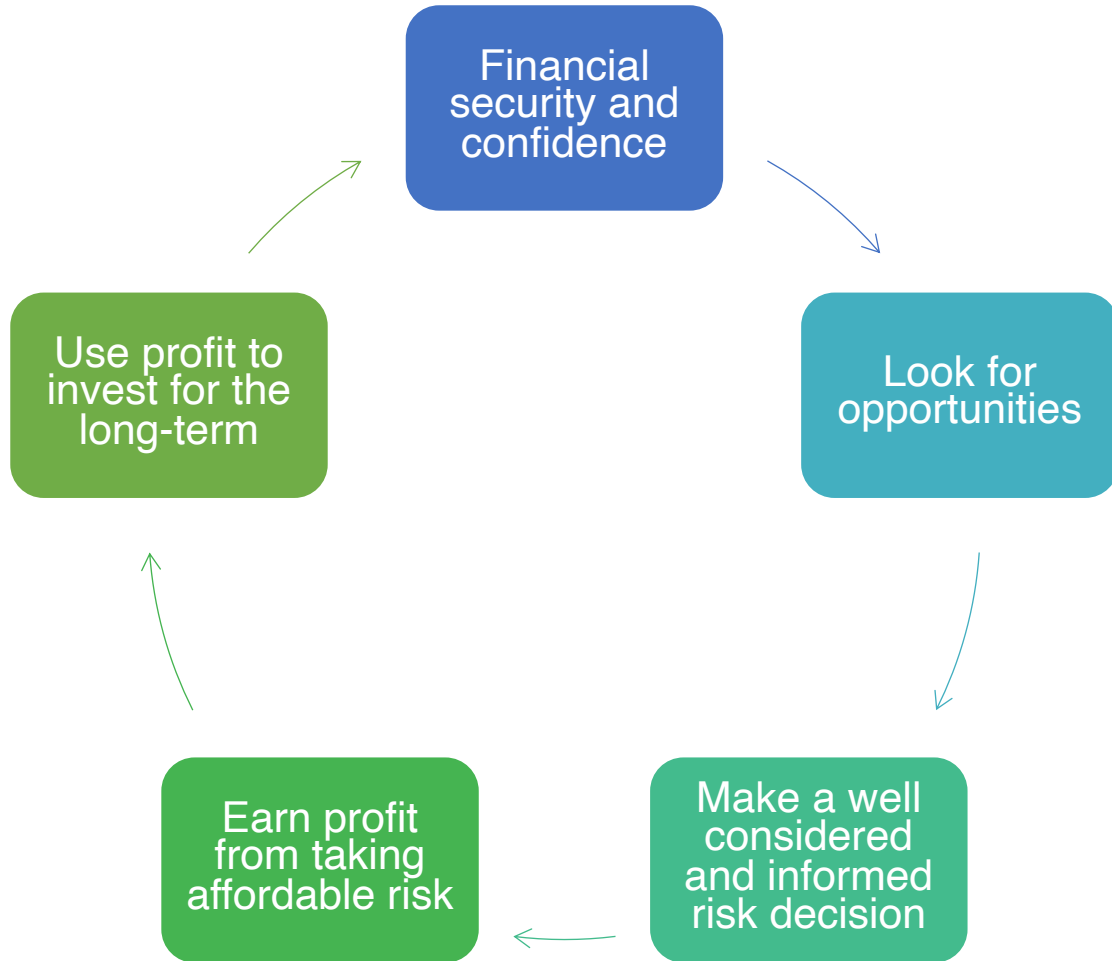 Financial
security and
confidence
Look for
opportunities
Make a well
considered
and informed
risk decision
Earn profit
from taking
affordable risk
Use profit to
invest for the
long-term